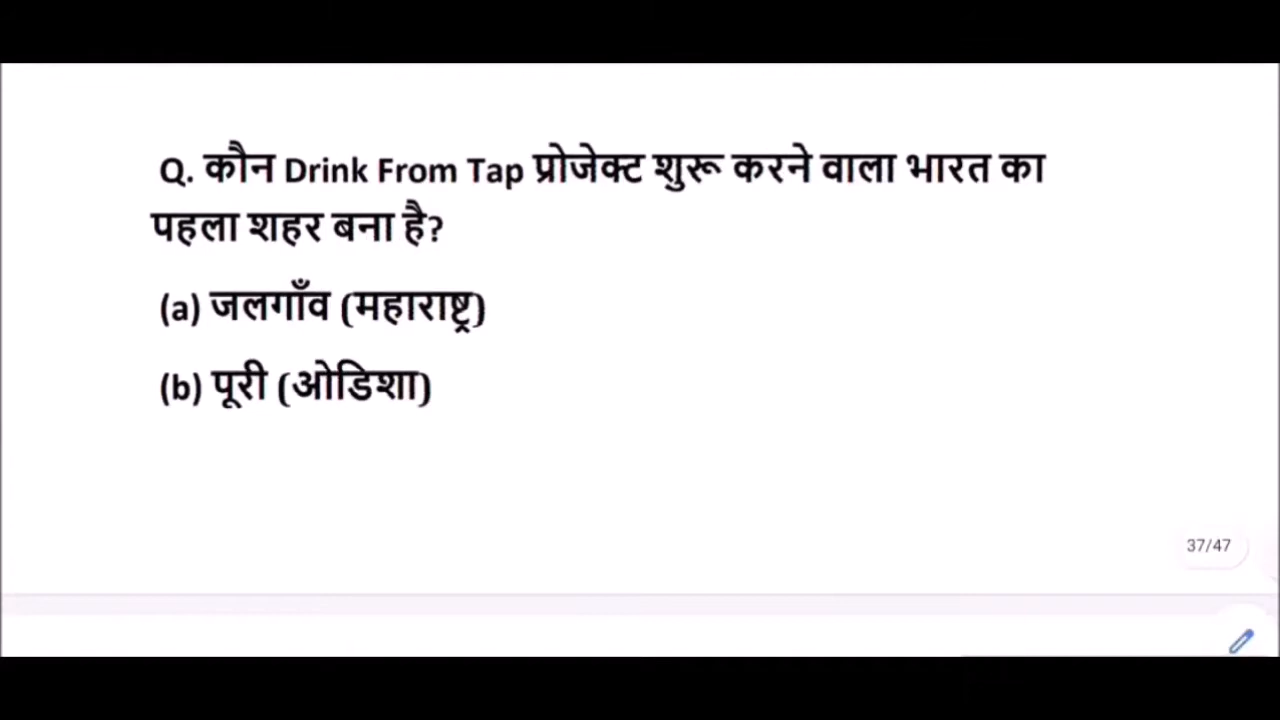 Q. कौन Drink From Tap प्रोजेक्ट शुरू करने वाला भारत का
पहला शहर बना है?
(a) जलगाँव (महाराष्ट्र)
(b) पूरी (ओडिशा)
37/47